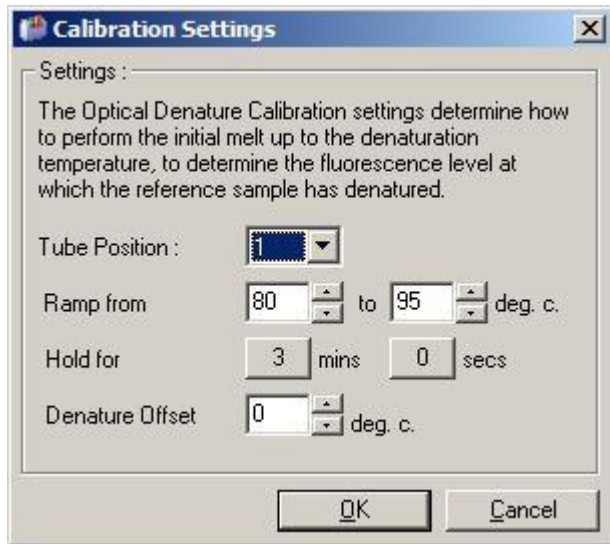 Calibration Settings
Settings :
The Optical Denature Calibration settings determine how
to perform the initial melt up to the denaturation
temperature, to determine the fluorescence level at
which the reference sample has denatured.
Tube Position : 1
Ramp from 80 to 95 deg. c.
Hold for 3 mins 0 secs
Denature Offset 0 deg. c.
OK Cancel